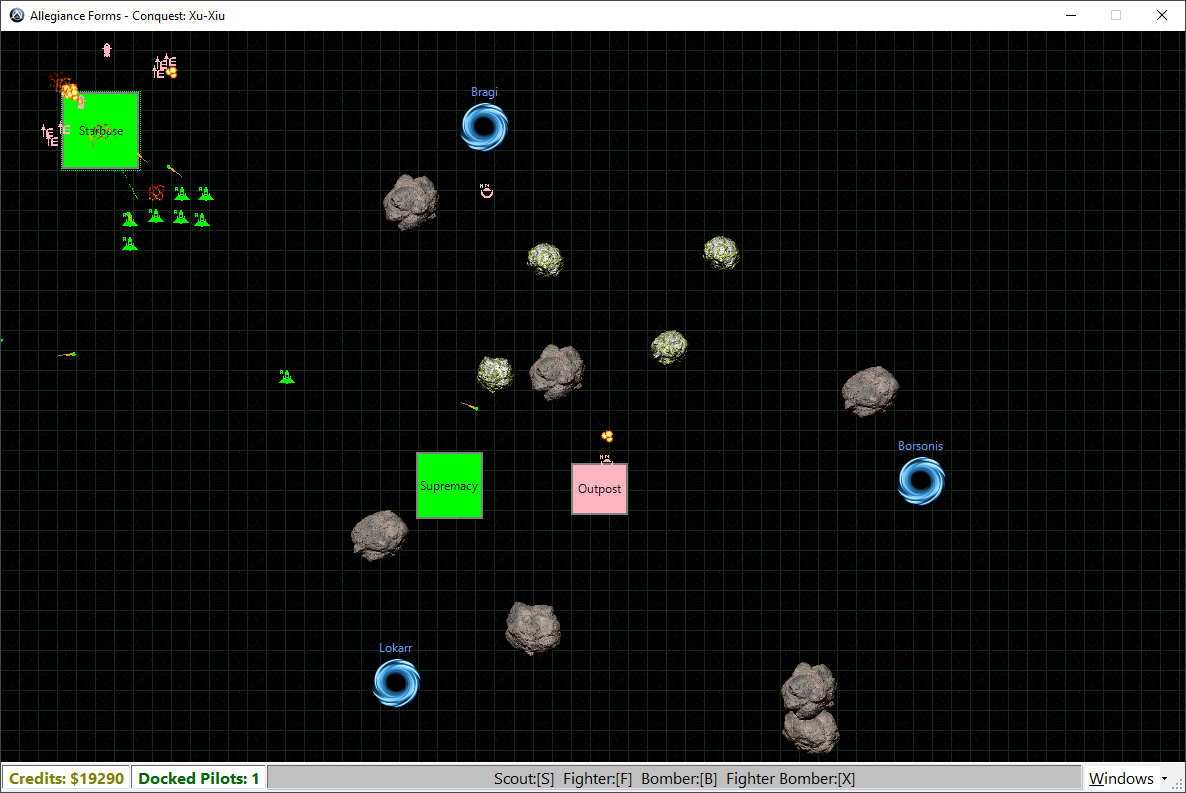 Allegiance Forms - Conquest: Xu-Xiu
Bragi
Starbase
Borsonis
Supremacy
Outpost
Lokarr
Credits: $19290
Docked Pilots: 1
Scout:[S] Fighter:[F] Bomber:[B] Fighter Bomber:[X]
Windows